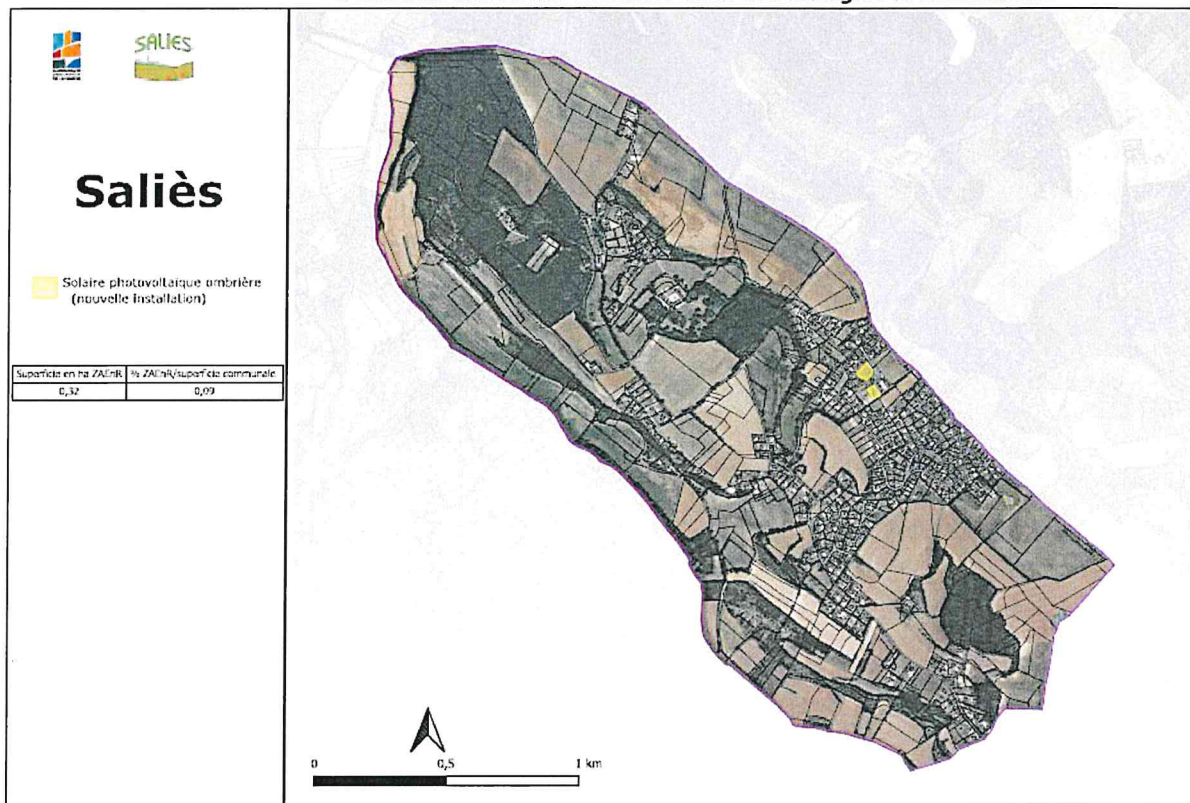 SALIES
Saliès
Solaire photovoltaïque ombrière
(nouvelle installation)
Superficie en ha ZAEnR % ZAEnR/superficie communale
0,32 0,09
0 0,5 1 km